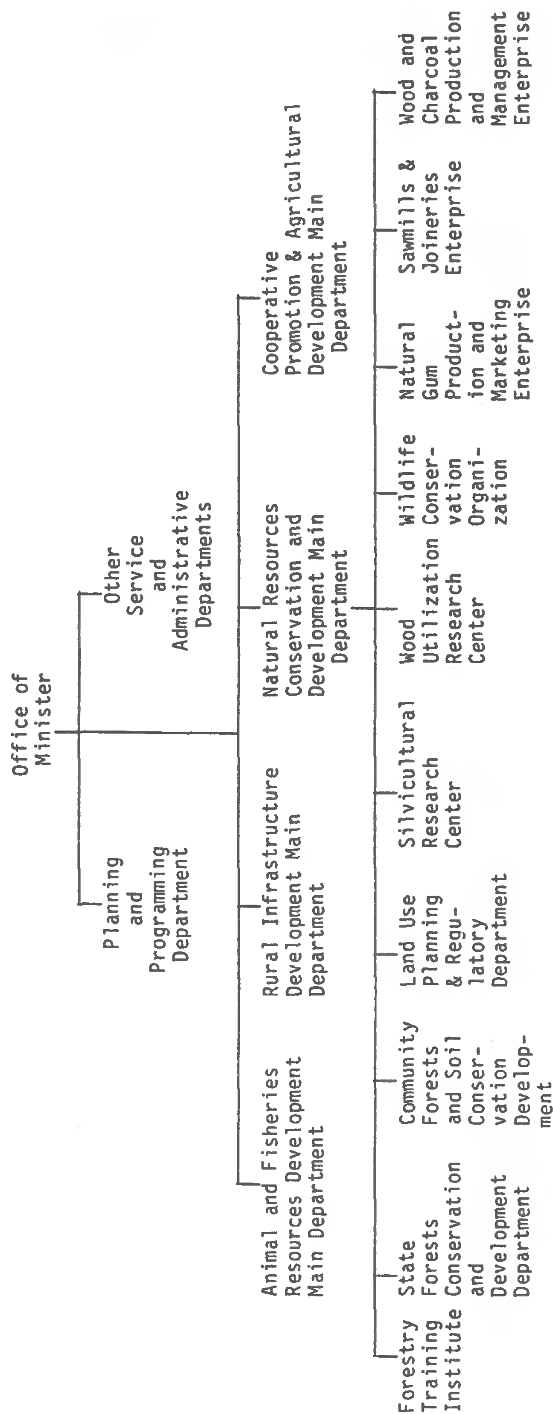 Office of
Minister
Planning
and
Programming
Department
Other
Service
and
Administrative
Departments
Animal and Fisheries
Resources Development
Main Department
Rural Infrastructure
Development Main
Department
Natural Resources
Conservation and
Development Main
Department
Cooperative
Promotion & Agricultural
Development Main
Department
Forestry
Training
Institute
State
Forests
Conservation
and
Development
Department
Community
Forests
and Soil
Conser-
vation
Develop-
ment
Land Use
Planning
& Regu-
latory
Department
Silvicultural
Research
Center
Wood
Utilization
Research
Center
Wildlife
Conser-
vation
Organi-
zation
Natural
Gum
Product-
ion and
Marketing
Enterprise
Sawmills &
Joineries
Enterprise
Wood and
Charcoal
Production
and
Management
Enterprise